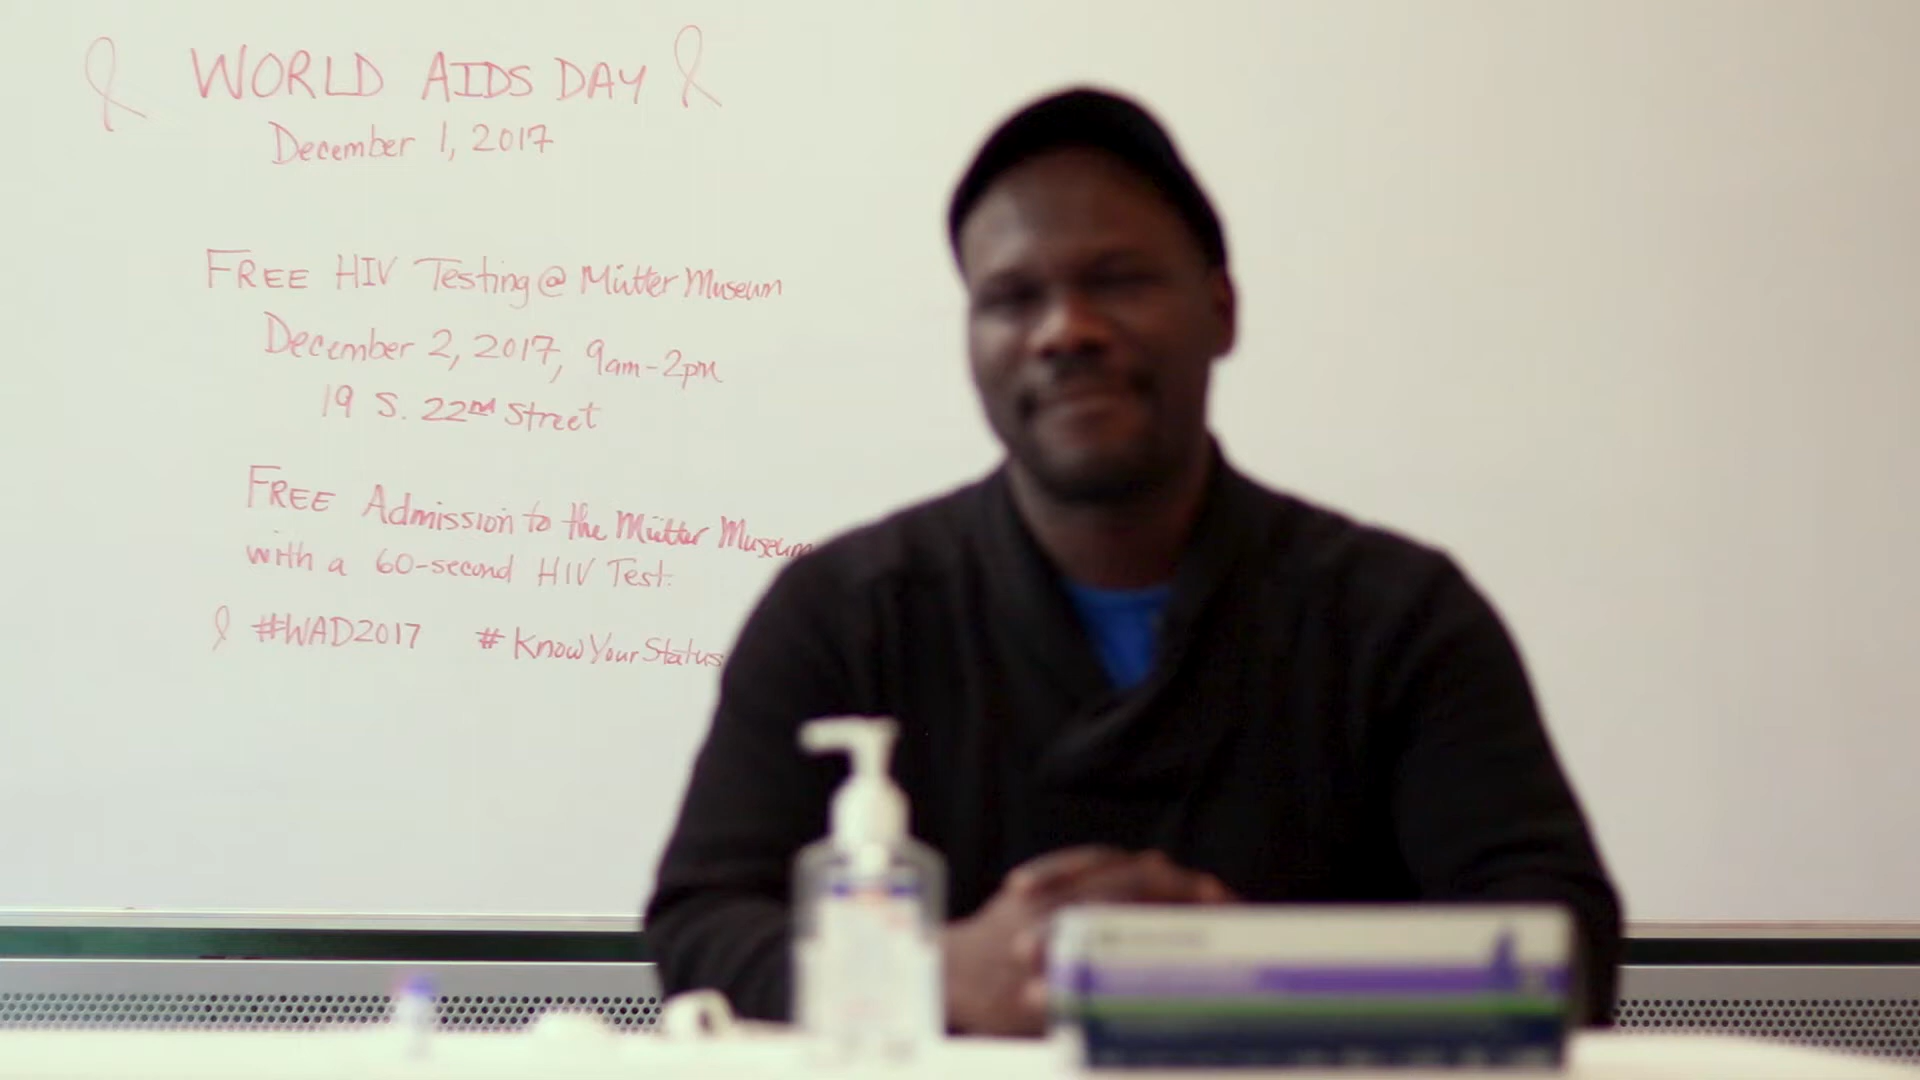 WORLD AIDS DAY
December 1, 2017
FREE HIV Testing @ Mütter Museum
December 2, 2017, 9am-2pm
19 S. 22nd Street
FREE Admission to the Mütter Museum
with a 60-second HIV Test.
#WAD2017 #KnowYourStatus